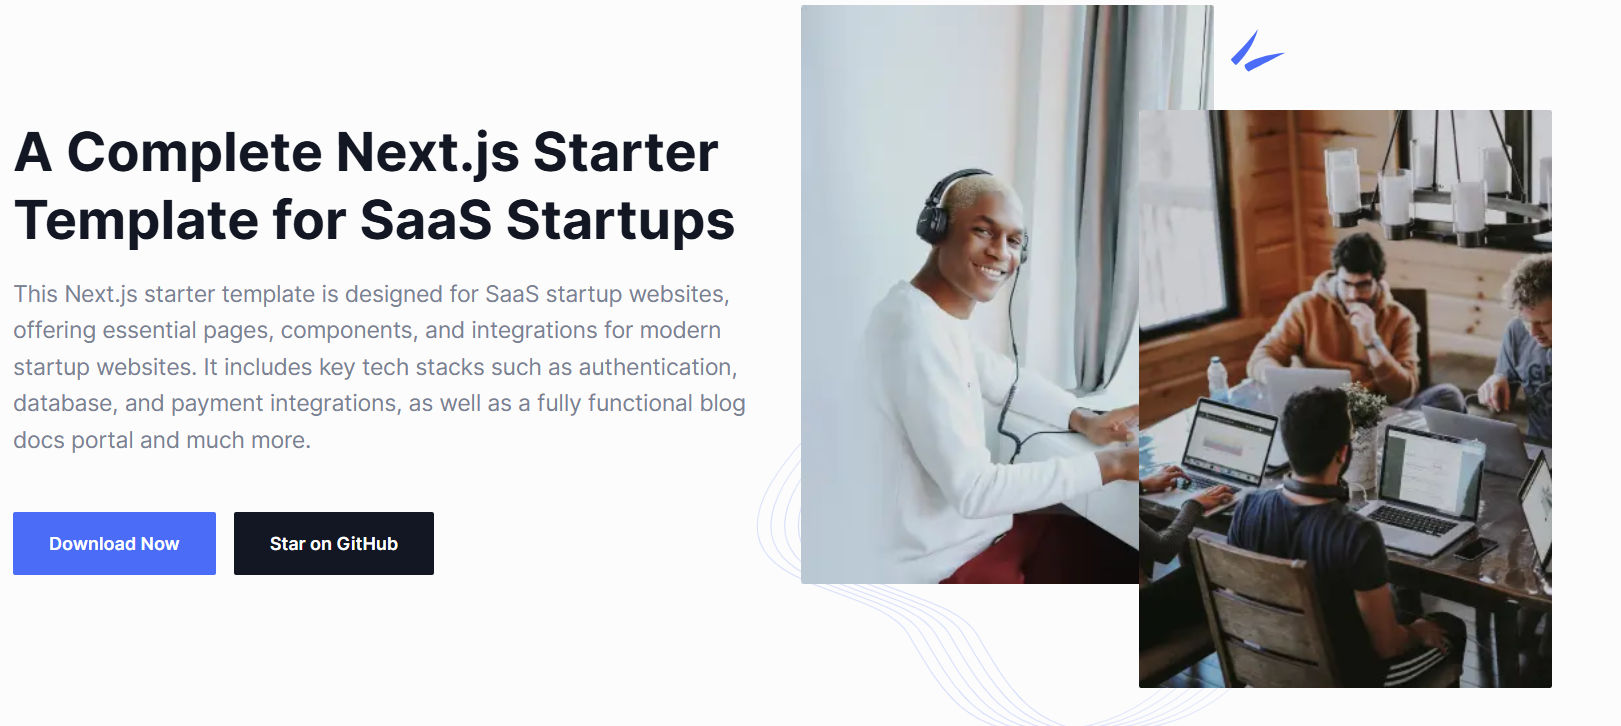 A Complete Next.js Starter
Template for SaaS Startups
This Next.js starter template is designed for SaaS startup websites,
offering essential pages, components, and integrations for modern
startup websites. It includes key tech stacks such as authentication,
database, and payment integrations, as well as a fully functional blog
docs portal and much more.
Download Now
Star on GitHub